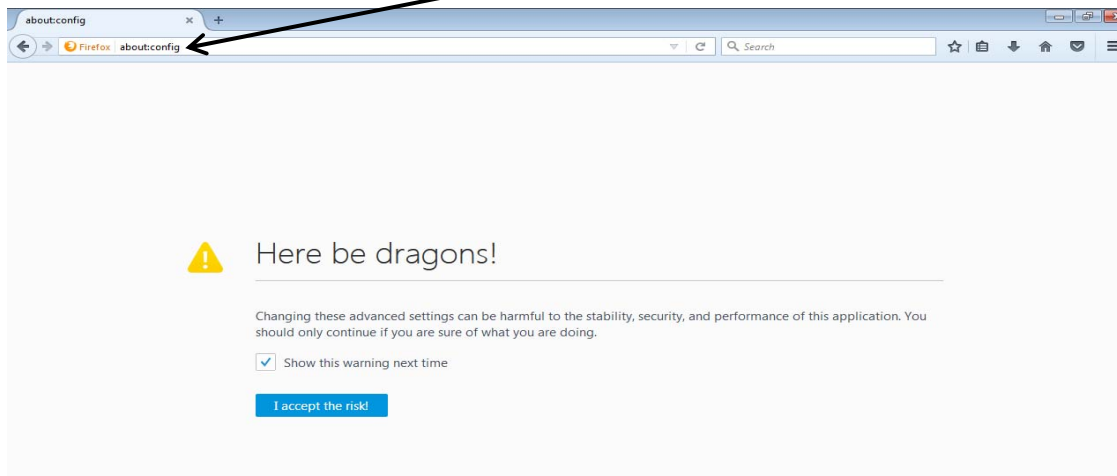 about:config
Firefox about:config
Search
Here be dragons!
Changing these advanced settings can be harmful to the stability, security, and performance of this application. You
should only continue if you are sure of what you are doing.
Show this warning next time
I accept the risk!